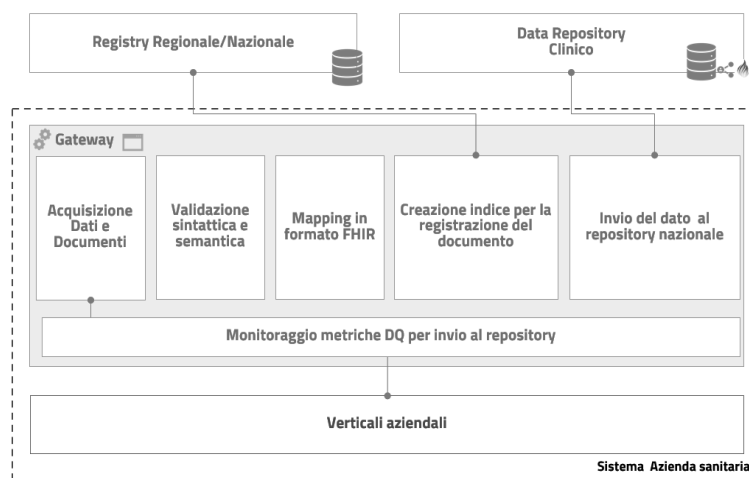 Registry Regionale/Nazionale
Data Repository
Clinico
Gateway
Acquisizione
Dati e
Documenti
Validazione
sintattica e
semantica
Mapping in
formato FHIR
Creazione indice per la
registrazione del
documento
Invio del dato al
repository nazionale
Monitoraggio metriche DQ per invio al repository
Verticali aziendali
Sistema Azienda sanitaria